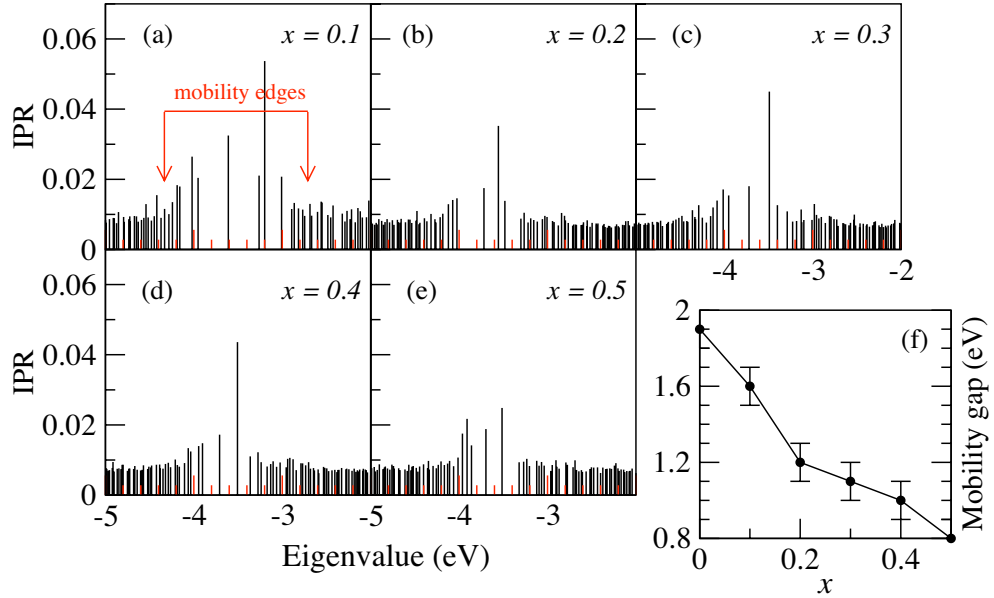 0.06
(a)
x = 0.1
(b)
x = 0.2
(c)
x = 0.3
mobility edges
0.04
IPR
0.02
0
-4
-3
-2
(d)
x = 0.4
(e)
x = 0.5
0.06
0.04
IPR
0.02
0
-5
-4
-3
-5
-4
-3
Eigenvalue (eV)
2
(f)
1.6
1.2
0.8
Mobility gap (eV)
0
0.2
0.4
x